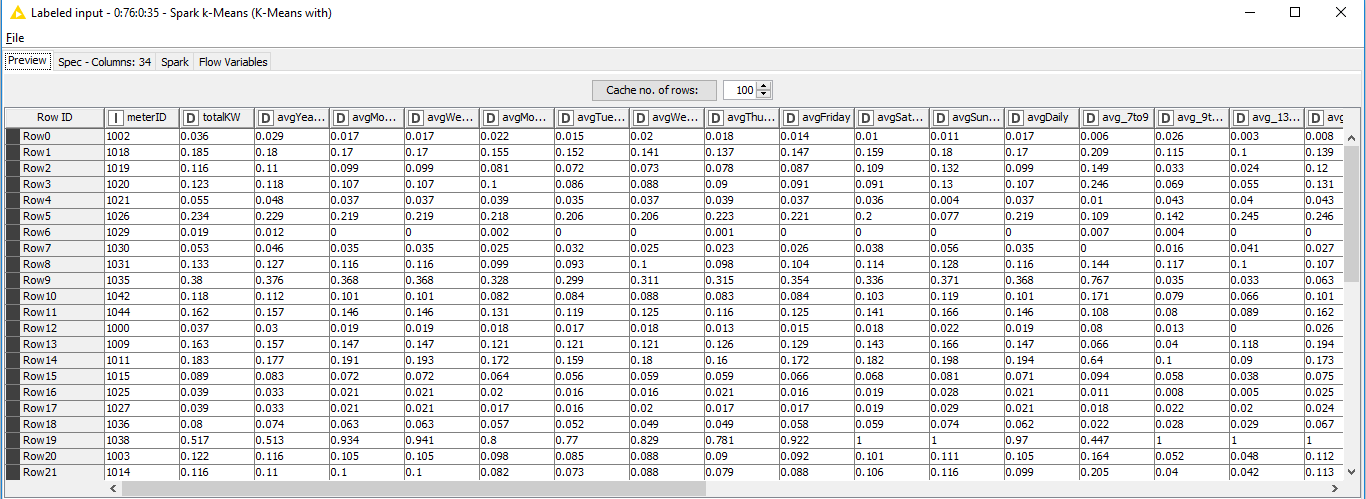 Labeled input - 0:76:0:35 - Spark k-Means (K-Means with)
File
Preview Spec - Columns: 34 Spark Flow Variables
Cache no. of rows: 100
Row ID I meterID D totalKW D avgYea... D avgMo... D avgWe... D avgMo... D avgTue... D avgWe... D avgThu... D avgFriday D avgSat... D avgSun... D avgDaily D avg_7to9 D avg_9t... D avg_13... D avg
Row0 1002 0.036 0.029 0.017 0.017 0.022 0.015 0.02 0.018 0.014 0.01 0.011 0.017 0.006 0.026 0.003 0.008
Row1 1018 0.185 0.18 0.17 0.17 0.155 0.152 0.141 0.137 0.147 0.159 0.18 0.17 0.209 0.115 0.1 0.139
Row2 1019 0.116 0.11 0.099 0.099 0.081 0.072 0.073 0.078 0.087 0.109 0.132 0.099 0.149 0.033 0.024 0.12
Row3 1020 0.123 0.118 0.107 0.107 0.1 0.086 0.088 0.09 0.091 0.091 0.13 0.107 0.246 0.069 0.055 0.131
Row4 1021 0.055 0.048 0.037 0.037 0.039 0.035 0.037 0.039 0.037 0.036 0.004 0.037 0.01 0.043 0.04 0.043
Row5 1026 0.234 0.229 0.219 0.219 0.218 0.206 0.206 0.223 0.221 0.2 0.077 0.219 0.109 0.142 0.245 0.246
Row6 1029 0.019 0.012 0 0 0.002 0 0 0.001 0 0 0 0 0.007 0.004 0 0
Row7 1030 0.053 0.046 0.035 0.035 0.025 0.032 0.025 0.023 0.026 0.038 0.056 0.035 0 0.016 0.041 0.027
Row8 1031 0.133 0.127 0.116 0.116 0.099 0.093 0.1 0.098 0.104 0.114 0.128 0.116 0.144 0.117 0.1 0.107
Row9 1035 0.38 0.376 0.368 0.368 0.328 0.299 0.311 0.315 0.354 0.336 0.371 0.368 0.767 0.035 0.033 0.063
Row10 1042 0.118 0.112 0.101 0.101 0.082 0.084 0.088 0.083 0.084 0.103 0.119 0.101 0.171 0.079 0.066 0.101
Row11 1044 0.162 0.157 0.146 0.146 0.131 0.119 0.125 0.116 0.125 0.141 0.166 0.146 0.108 0.08 0.089 0.162
Row12 1000 0.037 0.03 0.019 0.019 0.018 0.017 0.018 0.013 0.015 0.018 0.022 0.019 0.08 0.013 0 0.026
Row13 1009 0.163 0.157 0.147 0.147 0.121 0.121 0.121 0.126 0.129 0.143 0.166 0.147 0.066 0.04 0.118 0.194
Row14 1011 0.183 0.177 0.191 0.193 0.172 0.159 0.18 0.16 0.172 0.182 0.198 0.194 0.64 0.1 0.09 0.173
Row15 1015 0.089 0.083 0.072 0.072 0.064 0.056 0.059 0.059 0.066 0.068 0.081 0.071 0.094 0.058 0.038 0.075
Row16 1025 0.039 0.033 0.021 0.021 0.02 0.016 0.016 0.021 0.016 0.019 0.028 0.021 0.011 0.008 0.005 0.025
Row17 1027 0.039 0.033 0.021 0.021 0.017 0.016 0.02 0.017 0.017 0.019 0.029 0.021 0.018 0.022 0.02 0.024
Row18 1036 0.08 0.074 0.063 0.063 0.057 0.052 0.049 0.049 0.058 0.059 0.074 0.062 0.022 0.028 0.029 0.067
Row19 1038 0.517 0.513 0.934 0.941 0.8 0.77 0.829 0.781 0.922 1 1 0.97 0.447 1 1 1
Row20 1003 0.122 0.116 0.105 0.105 0.098 0.085 0.088 0.09 0.092 0.101 0.111 0.105 0.164 0.052 0.048 0.112
Row21 1014 0.116 0.11 0.1 0.1 0.082 0.073 0.088 0.079 0.088 0.106 0.116 0.099 0.205 0.04 0.042 0.113